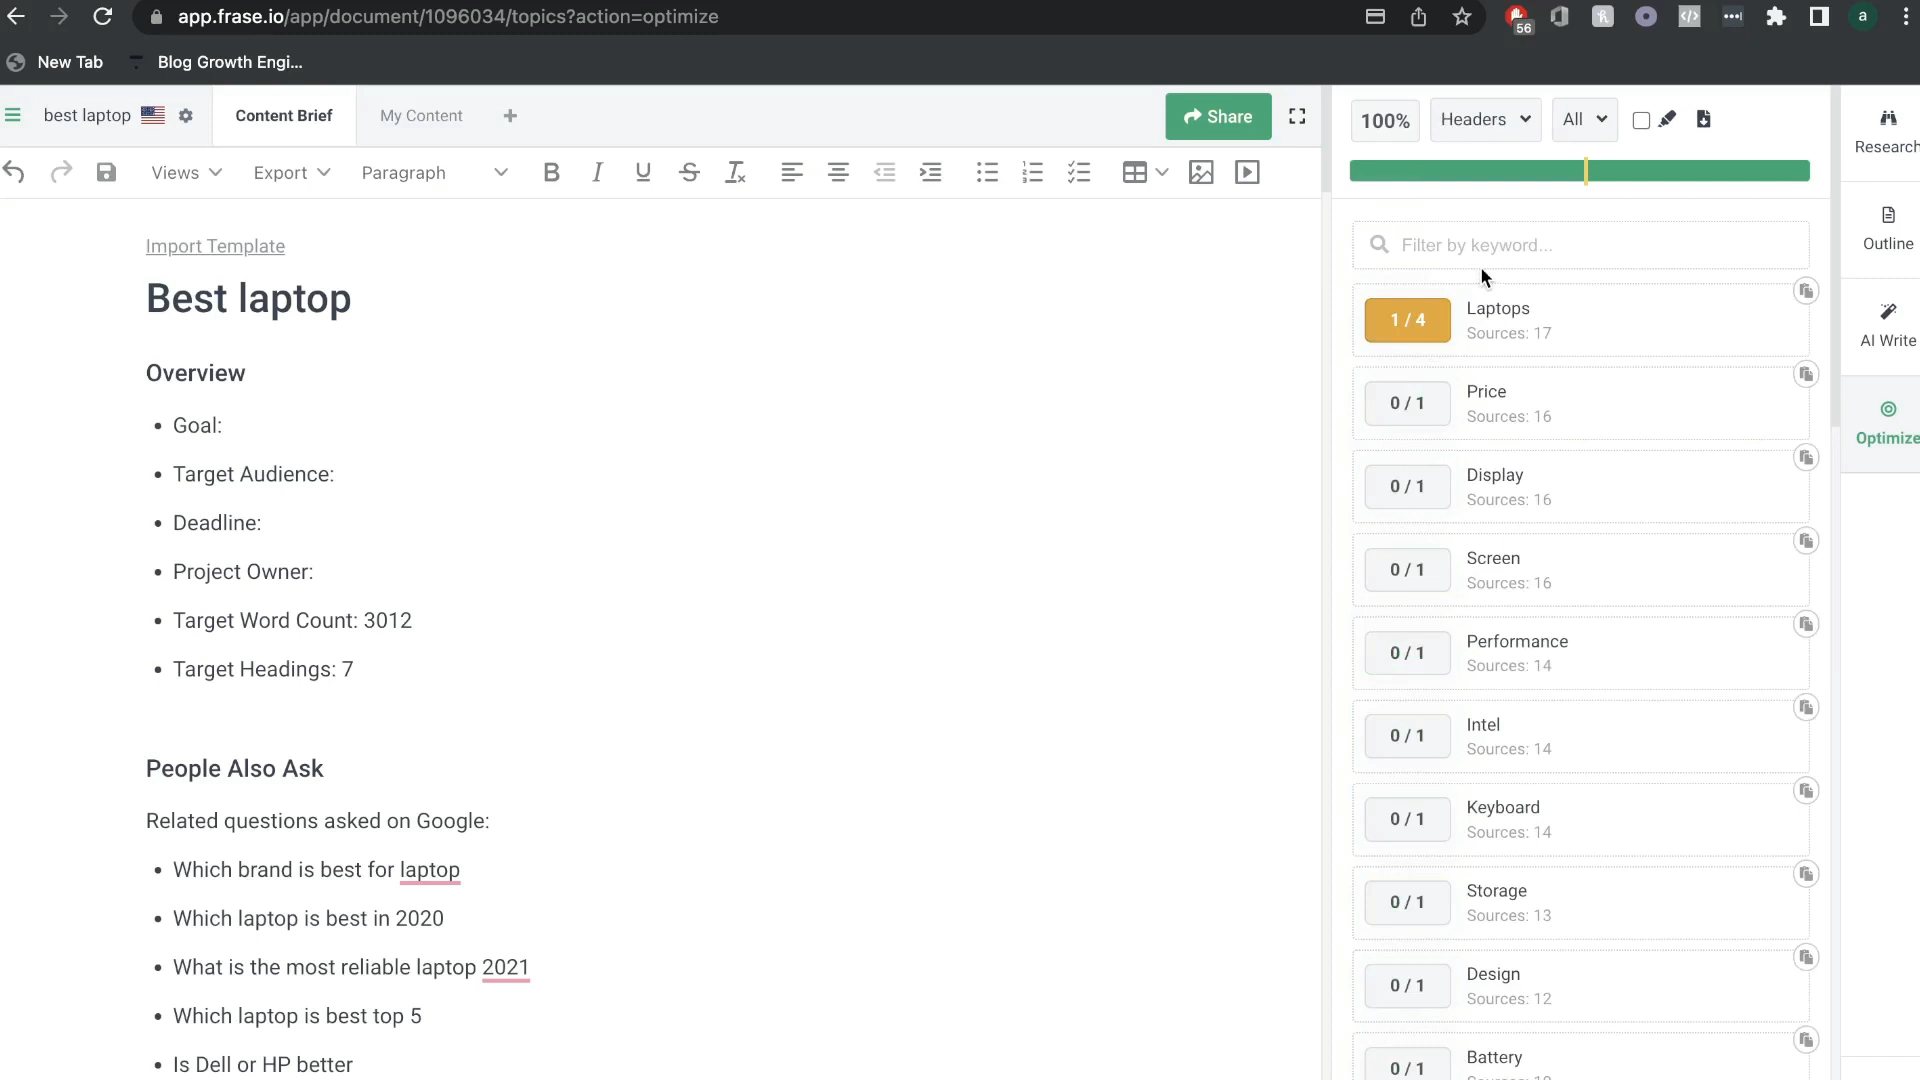 app.frase.io/app/document/1096034/topics?action=optimize
56
a
New Tab
Blog Growth Engi...
best laptop
Content Brief
My Content
Share
100%
Headers
All
Research
Views
Export
Paragraph
Filter by keyword...
Outline
AI Write
Optimize
Import Template
Best laptop
Overview
• Goal:
• Target Audience:
• Deadline:
• Project Owner:
• Target Word Count: 3012
• Target Headings: 7
People Also Ask
Related questions asked on Google:
• Which brand is best for laptop
• Which laptop is best in 2020
• What is the most reliable laptop 2021
• Which laptop is best top 5
• Is Dell or HP better
1 / 4
Laptops
Sources: 17
0 / 1
Price
Sources: 16
0 / 1
Display
Sources: 16
0 / 1
Screen
Sources: 16
0 / 1
Performance
Sources: 14
0 / 1
Intel
Sources: 14
0 / 1
Keyboard
Sources: 14
0 / 1
Storage
Sources: 13
0 / 1
Design
Sources: 12
0 / 1
Battery